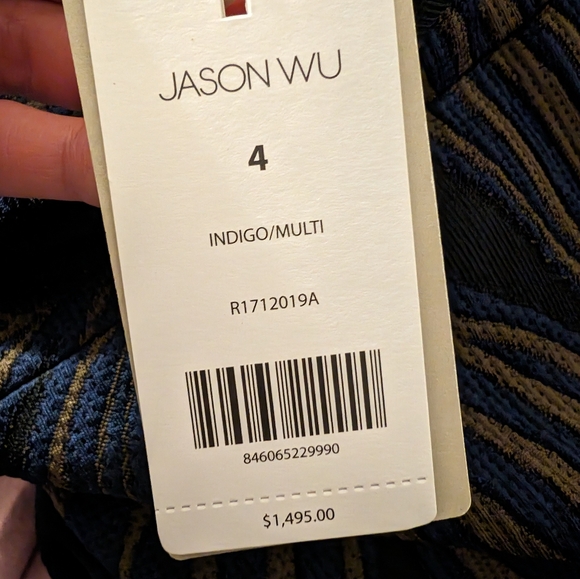 JASON WU
4
INDIGO/MULTI
R1712019A
846065229990
$1,495.00